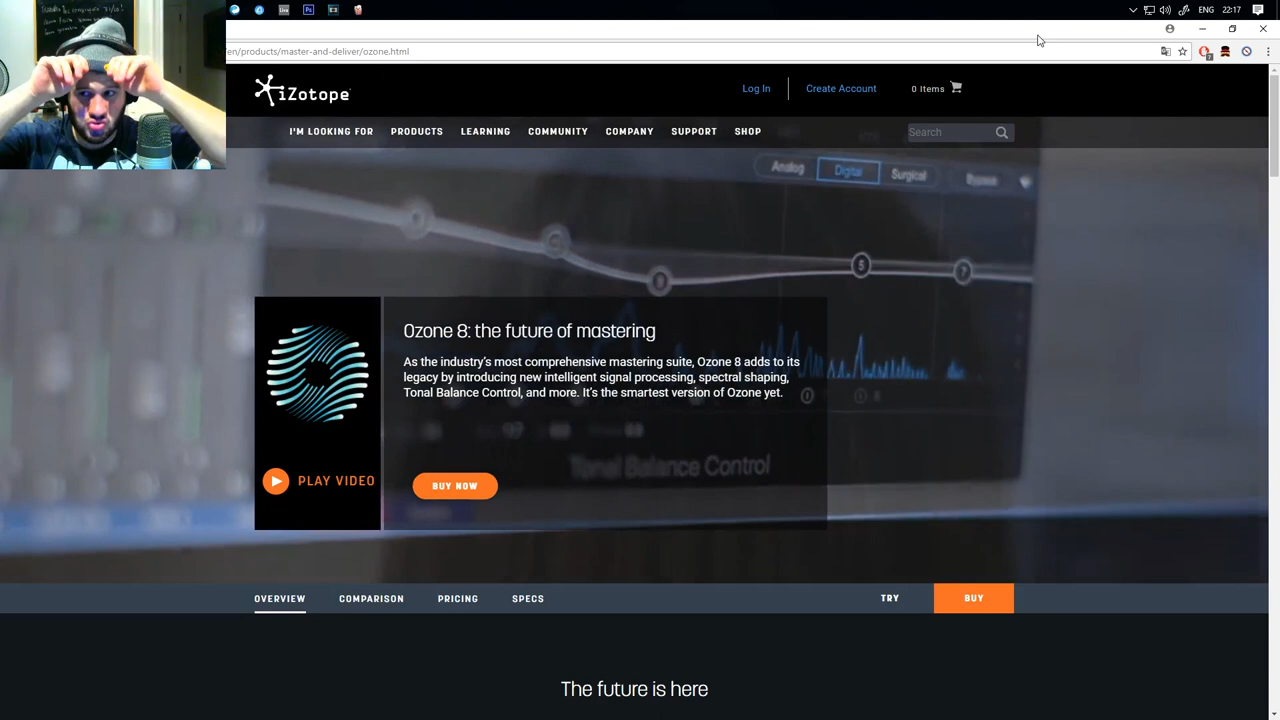 Ps
ENG
22:17
/en/products/master-and-deliver/ozone.html
7
iZotope
Log In
Create Account
0 Items
I'M LOOKING FOR
PRODUCTS
LEARNING
COMMUNITY
COMPANY
SUPPORT
SHOP
Search
Analog
Digital
Surgical
Bypass
5
7
Ozone 8: the future of mastering
As the industry's most comprehensive mastering suite, Ozone 8 adds to its
legacy by introducing new intelligent signal processing, spectral shaping,
Tonal Balance Control, and more. It's the smartest version of Ozone yet.
Tonal Balance Control
PLAY VIDEO
BUY NOW
OVERVIEW
COMPARISON
PRICING
SPECS
TRY
BUY
The future is here